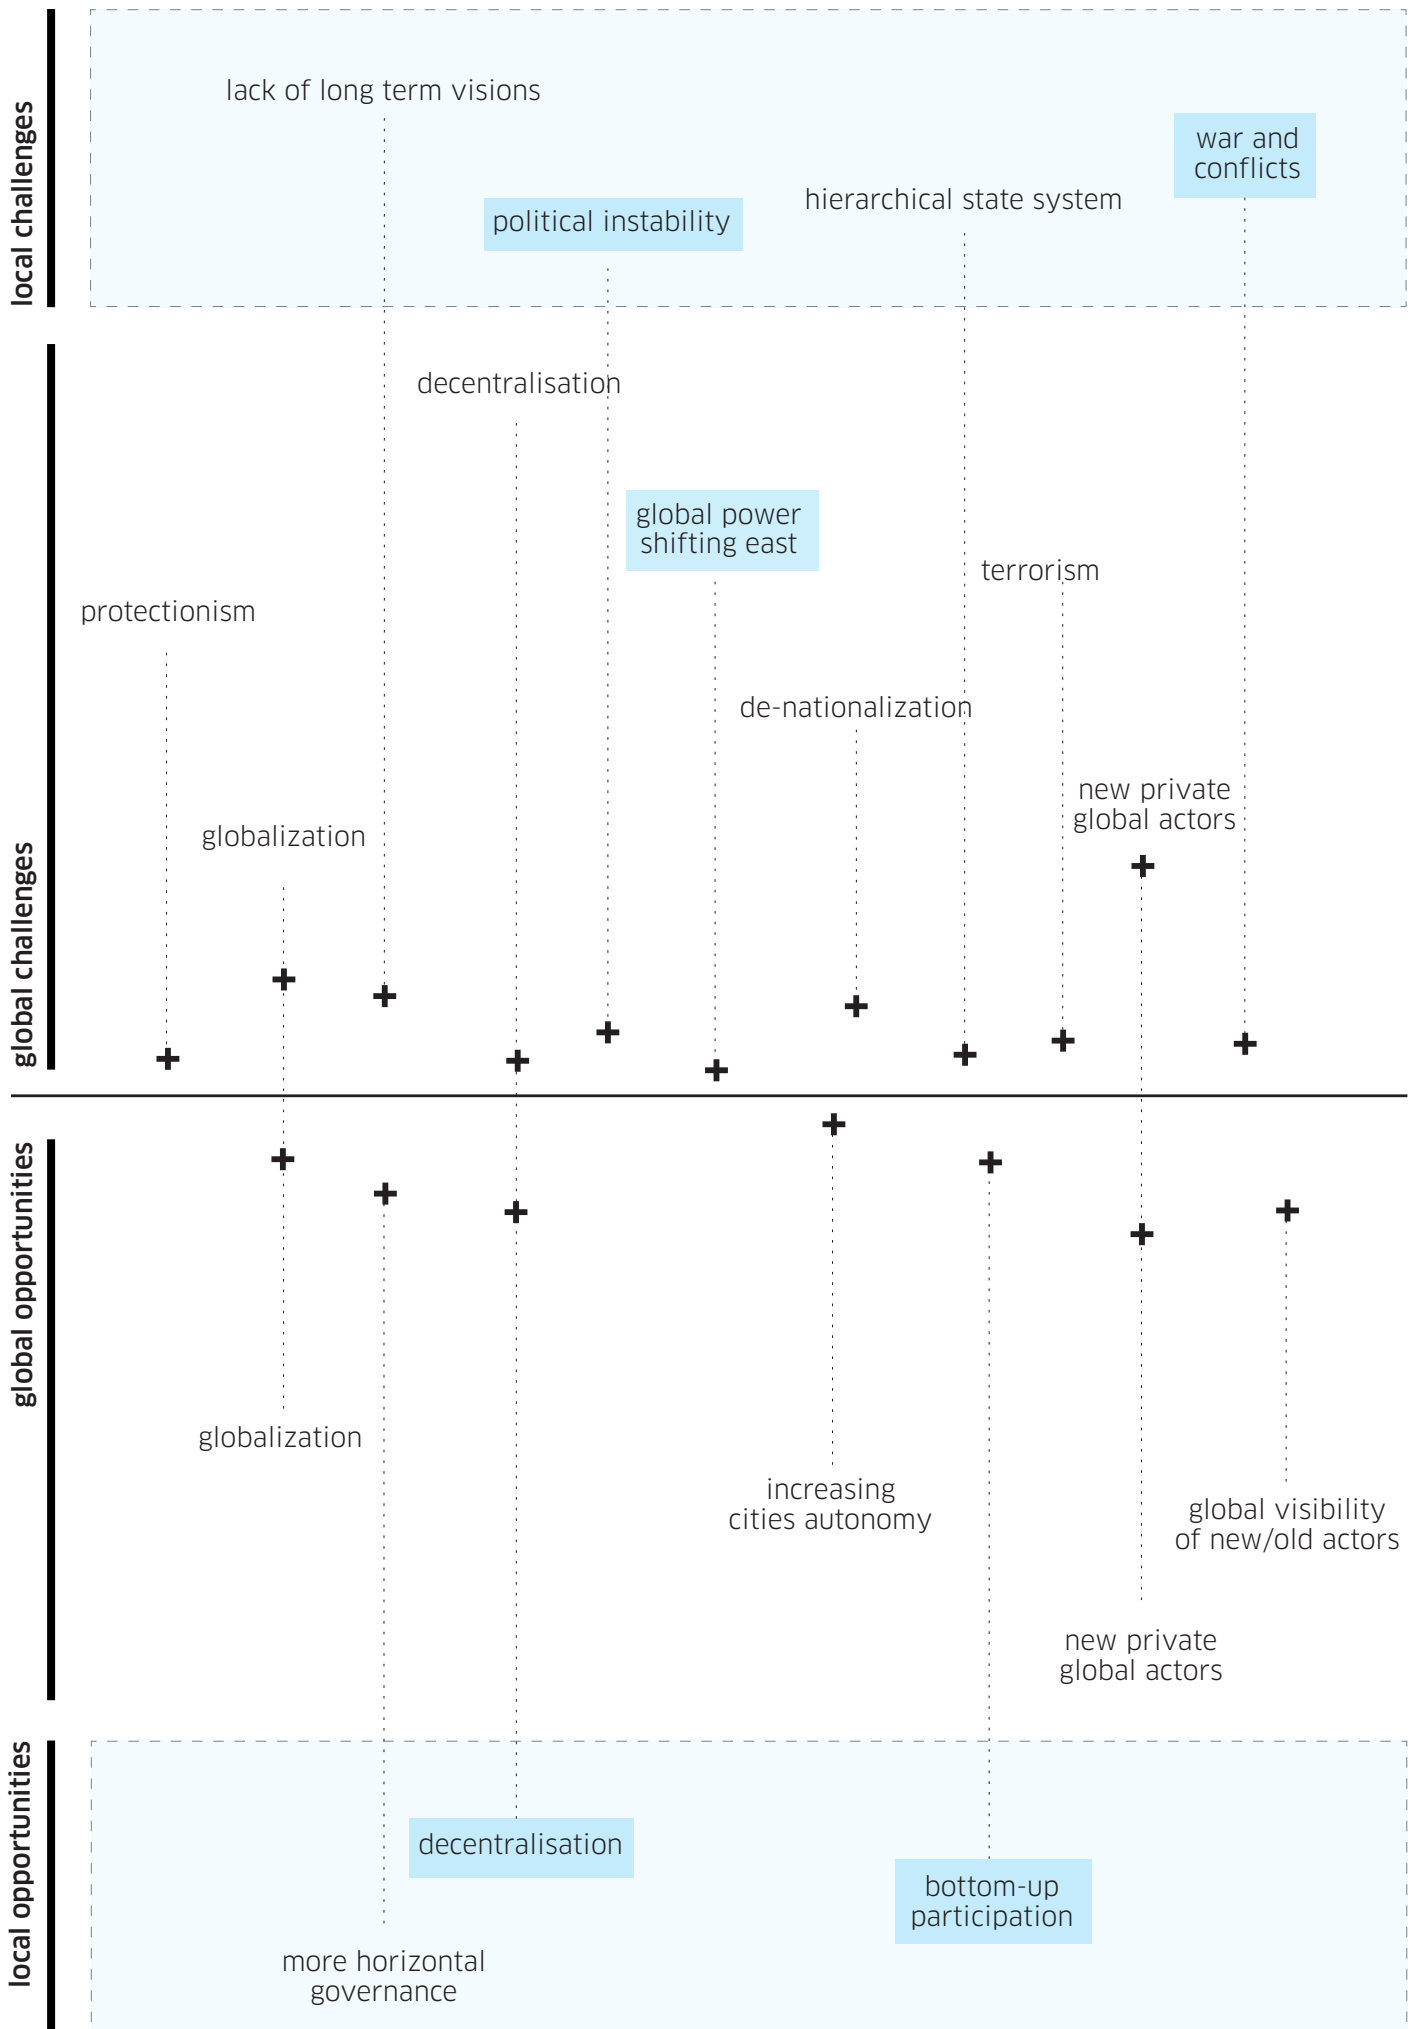 local challenges
lack of long term visions
war and
conflicts
hierarchical state system
political instability
global challenges
decentralisation
global power
shifting east
terrorism
protectionism
de-nationalization
new private
global actors
globalization
global opportunities
globalization
increasing
cities autonomy
global visibility
of new/old actors
new private
global actors
local opportunities
decentralisation
bottom-up
participation
more horizontal
governance